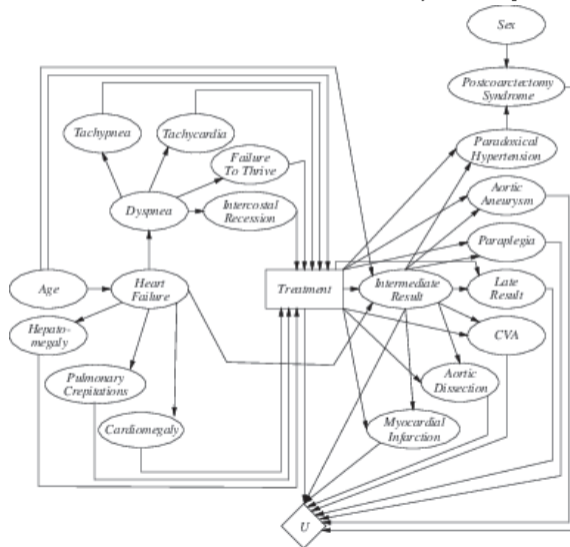 Sex
Postcoarctectomy
Syndrome
Tachypnea
Tachycardia
Paradoxical
Hypertension
Failure
To Thrive
Aortic
Aneurysm
Dyspnea
Intercostal
Recession
Paraplegia
Age
Heart
Failure
Treatment
Intermediate
Result
Late
Result
Hepato-
megaly
CVA
Pulmonary
Crepitations
Aortic
Dissection
Cardiomegaly
Myocardial
Infarction
U